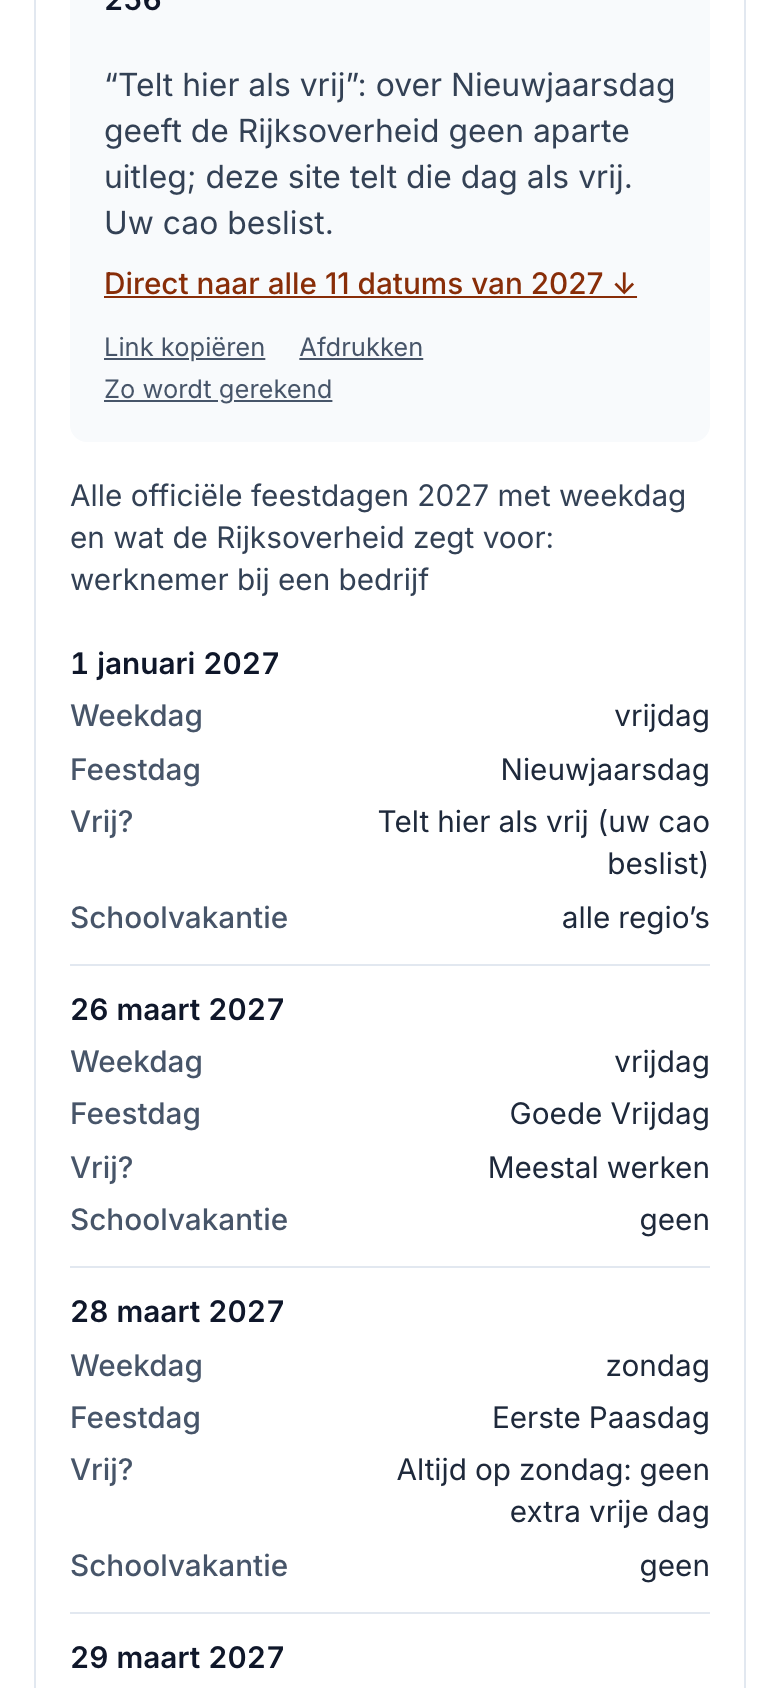 256
“Telt hier als vrij”: over Nieuwjaarsdag
geeft de Rijksoverheid geen aparte
uitleg; deze site telt die dag als vrij.
Uw cao beslist.
Direct naar alle 11 datums van 2027 ↓
Link kopiëren Afdrukken
Zo wordt gerekend
Alle officiële feestdagen 2027 met weekdag
en wat de Rijksoverheid zegt voor:
werknemer bij een bedrijf
1 januari 2027
Weekdag vrijdag
Feestdag Nieuwjaarsdag
Vrij? Telt hier als vrij (uw cao
beslist)
Schoolvakantie alle regio’s
26 maart 2027
Weekdag vrijdag
Feestdag Goede Vrijdag
Vrij? Meestal werken
Schoolvakantie geen
28 maart 2027
Weekdag zondag
Feestdag Eerste Paasdag
Vrij? Altijd op zondag: geen
extra vrije dag
Schoolvakantie geen
29 maart 2027